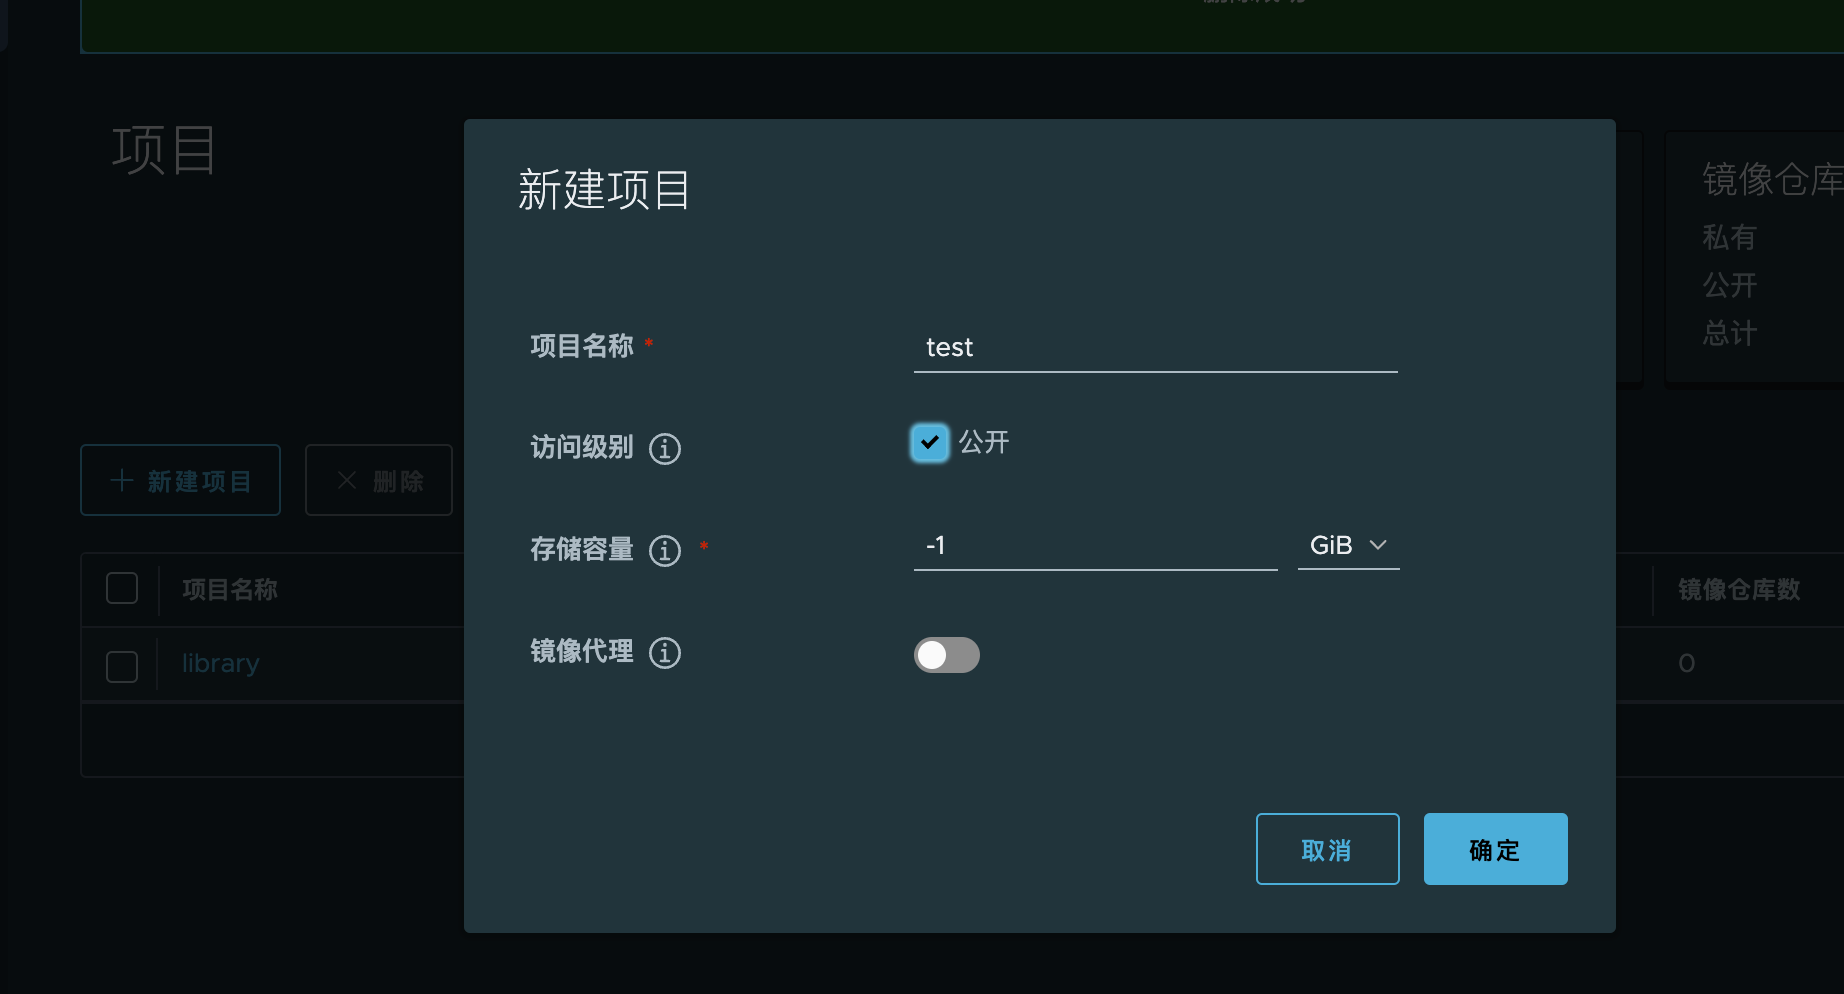 项目
新建项目
镜像仓库
私有
公开
总计
项目名称 *
test
访问级别
公开
新建项目
删除
存储容量 *
-1
GiB
项目名称
镜像仓库数
镜像代理
library
0
取消
确定